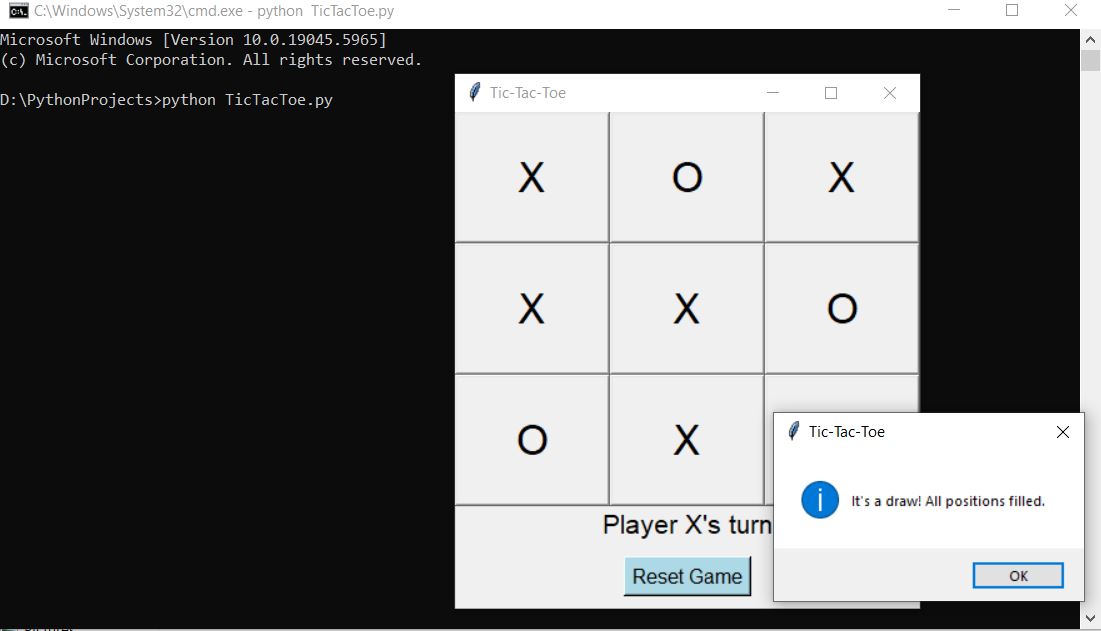 C:\Windows\System32\cmd.exe - python  TicTacToe.py
Microsoft Windows [Version 10.0.19045.5965]
(c) Microsoft Corporation. All rights reserved.
D:\PythonProjects>python TicTacToe.py
Tic-Tac-Toe
X O X
X X O
O X
Player X's turn
Reset Game
Tic-Tac-Toe
It's a draw! All positions filled.
OK